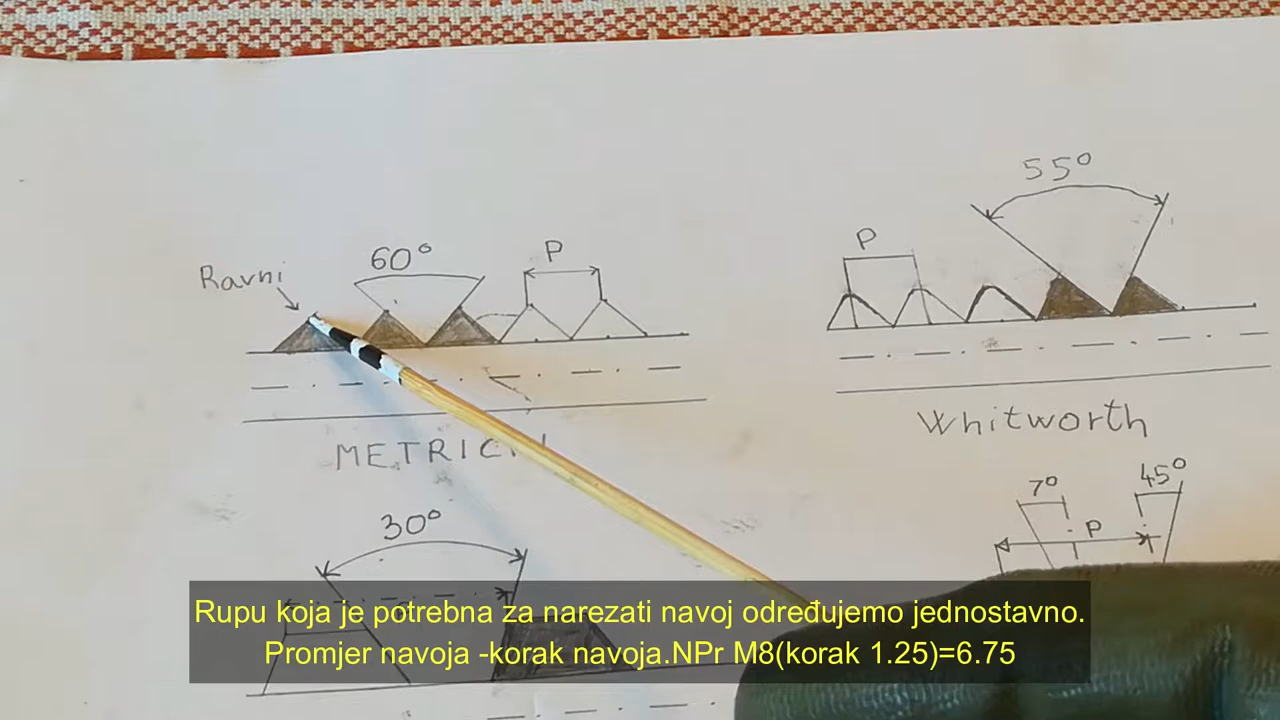 55°
P
60°
P
Ravni
METRIČKI
Whitworth
7°
45°
P
30°
Rupu koja je potrebna za narezati navoj određujemo jednostavno.
Promjer navoja -korak navoja.NPr M8(korak 1.25)=6.75